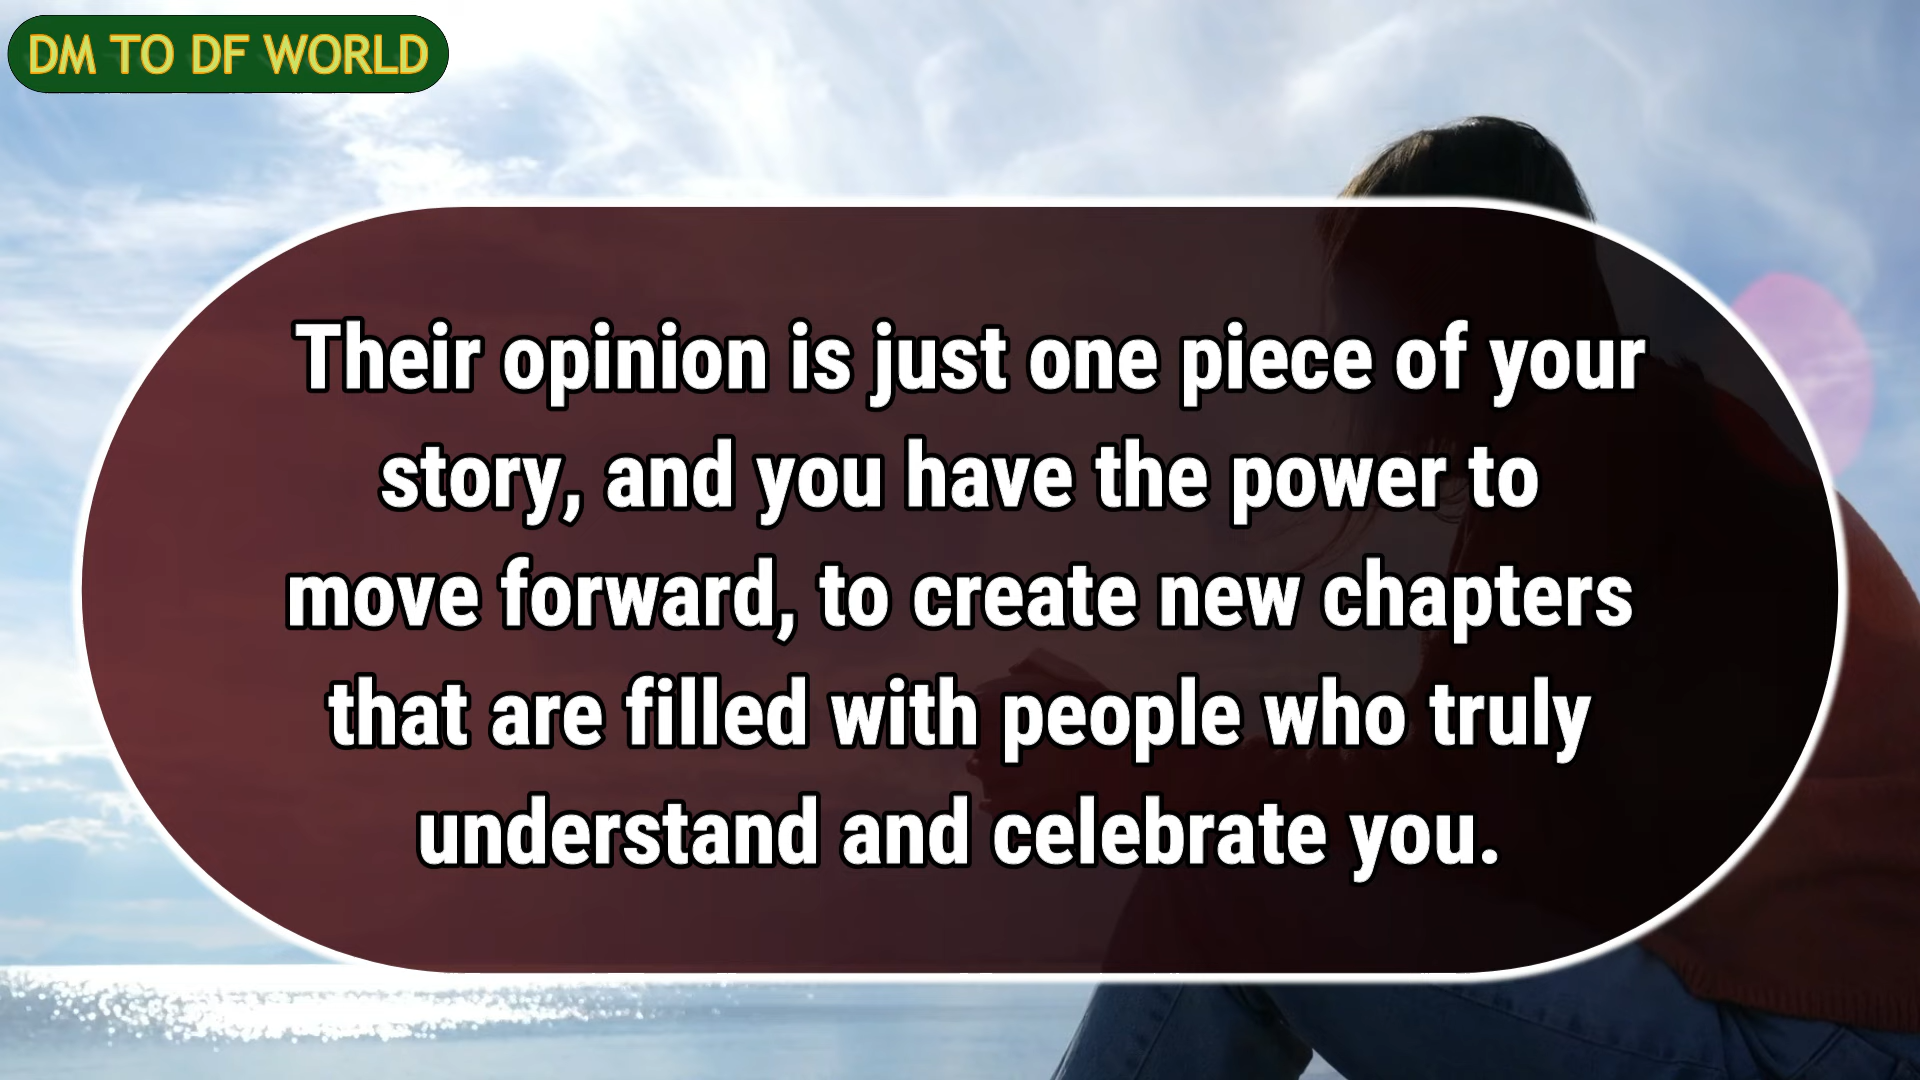 DM TO DF WORLD
Their opinion is just one piece of your
story, and you have the power to
move forward, to create new chapters
that are filled with people who truly
understand and celebrate you.